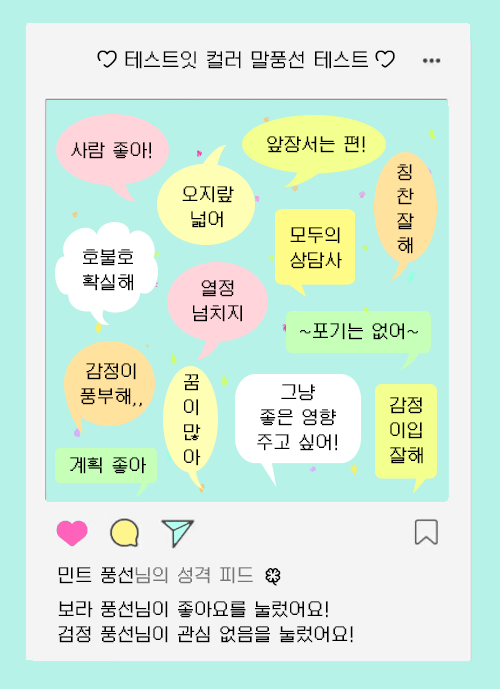 ♡ 테스트잇 컬러 말풍선 테스트 ♡ •••
사람 좋아!
앞장서는 편!
칭
찬
잘
해
오지랖
넓어
모두의
상담사
호불호
확실해
열정
넘치지
~포기는 없어~
감정이
풍부해,,
꿈
이
많
아
그냥
좋은 영향
주고 싶어!
감정
이입
잘해
계획 좋아
민트 풍선님의 성격 피드
보라 풍선님이 좋아요를 눌렀어요!
검정 풍선님이 관심 없음을 눌렀어요!